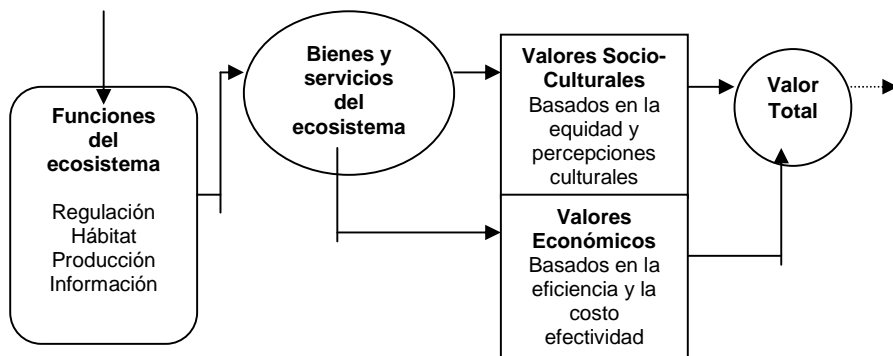 Funciones
del
ecosistema
Regulación
Hábitat
Producción
Información
Bienes y
servicios
del
ecosistema
Valores Socio-
Culturales
Basados en la
equidad y
percepciones
culturales
Valores
Económicos
Basados en la
eficiencia y la
costo
efectividad
Valor
Total